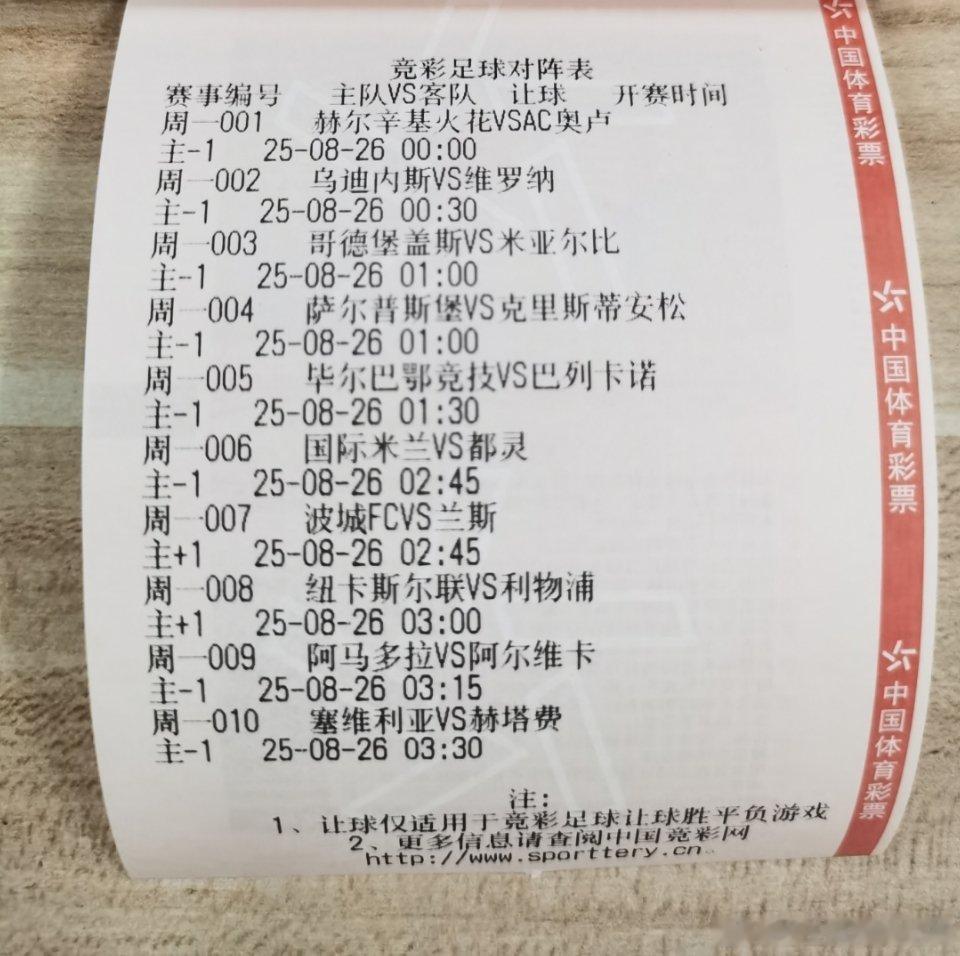 竞彩足球对阵表
赛事编号 主队VS客队 让球 开赛时间
周一001 赫尔辛基火花VSAC奥卢
主-1 25-08-26 00:00
周一002 乌迪内斯VS维罗纳
主-1 25-08-26 00:30
周一003 哥德堡盖斯VS米亚尔比
主-1 25-08-26 01:00
周一004 萨尔普斯堡VS克里斯蒂安松
主-1 25-08-26 01:00
周一005 毕尔巴鄂竞技VS巴列卡诺
主-1 25-08-26 01:30
周一006 国际米兰VS都灵
主-1 25-08-26 02:45
周一007 波城FCVS兰斯
主+1 25-08-26 02:45
周一008 纽卡斯尔联VS利物浦
主+1 25-08-26 03:00
周一009 阿马多拉VS阿尔维卡
主-1 25-08-26 03:15
周一010 塞维利亚VS赫塔费
主-1 25-08-26 03:30
注:
1、让球仅适用于竞彩足球让球胜平负游戏
2、更多信息请查阅中国竞彩网
http://www.sporttery.cn
中国体育彩票
中国体育彩票
中国体育彩票